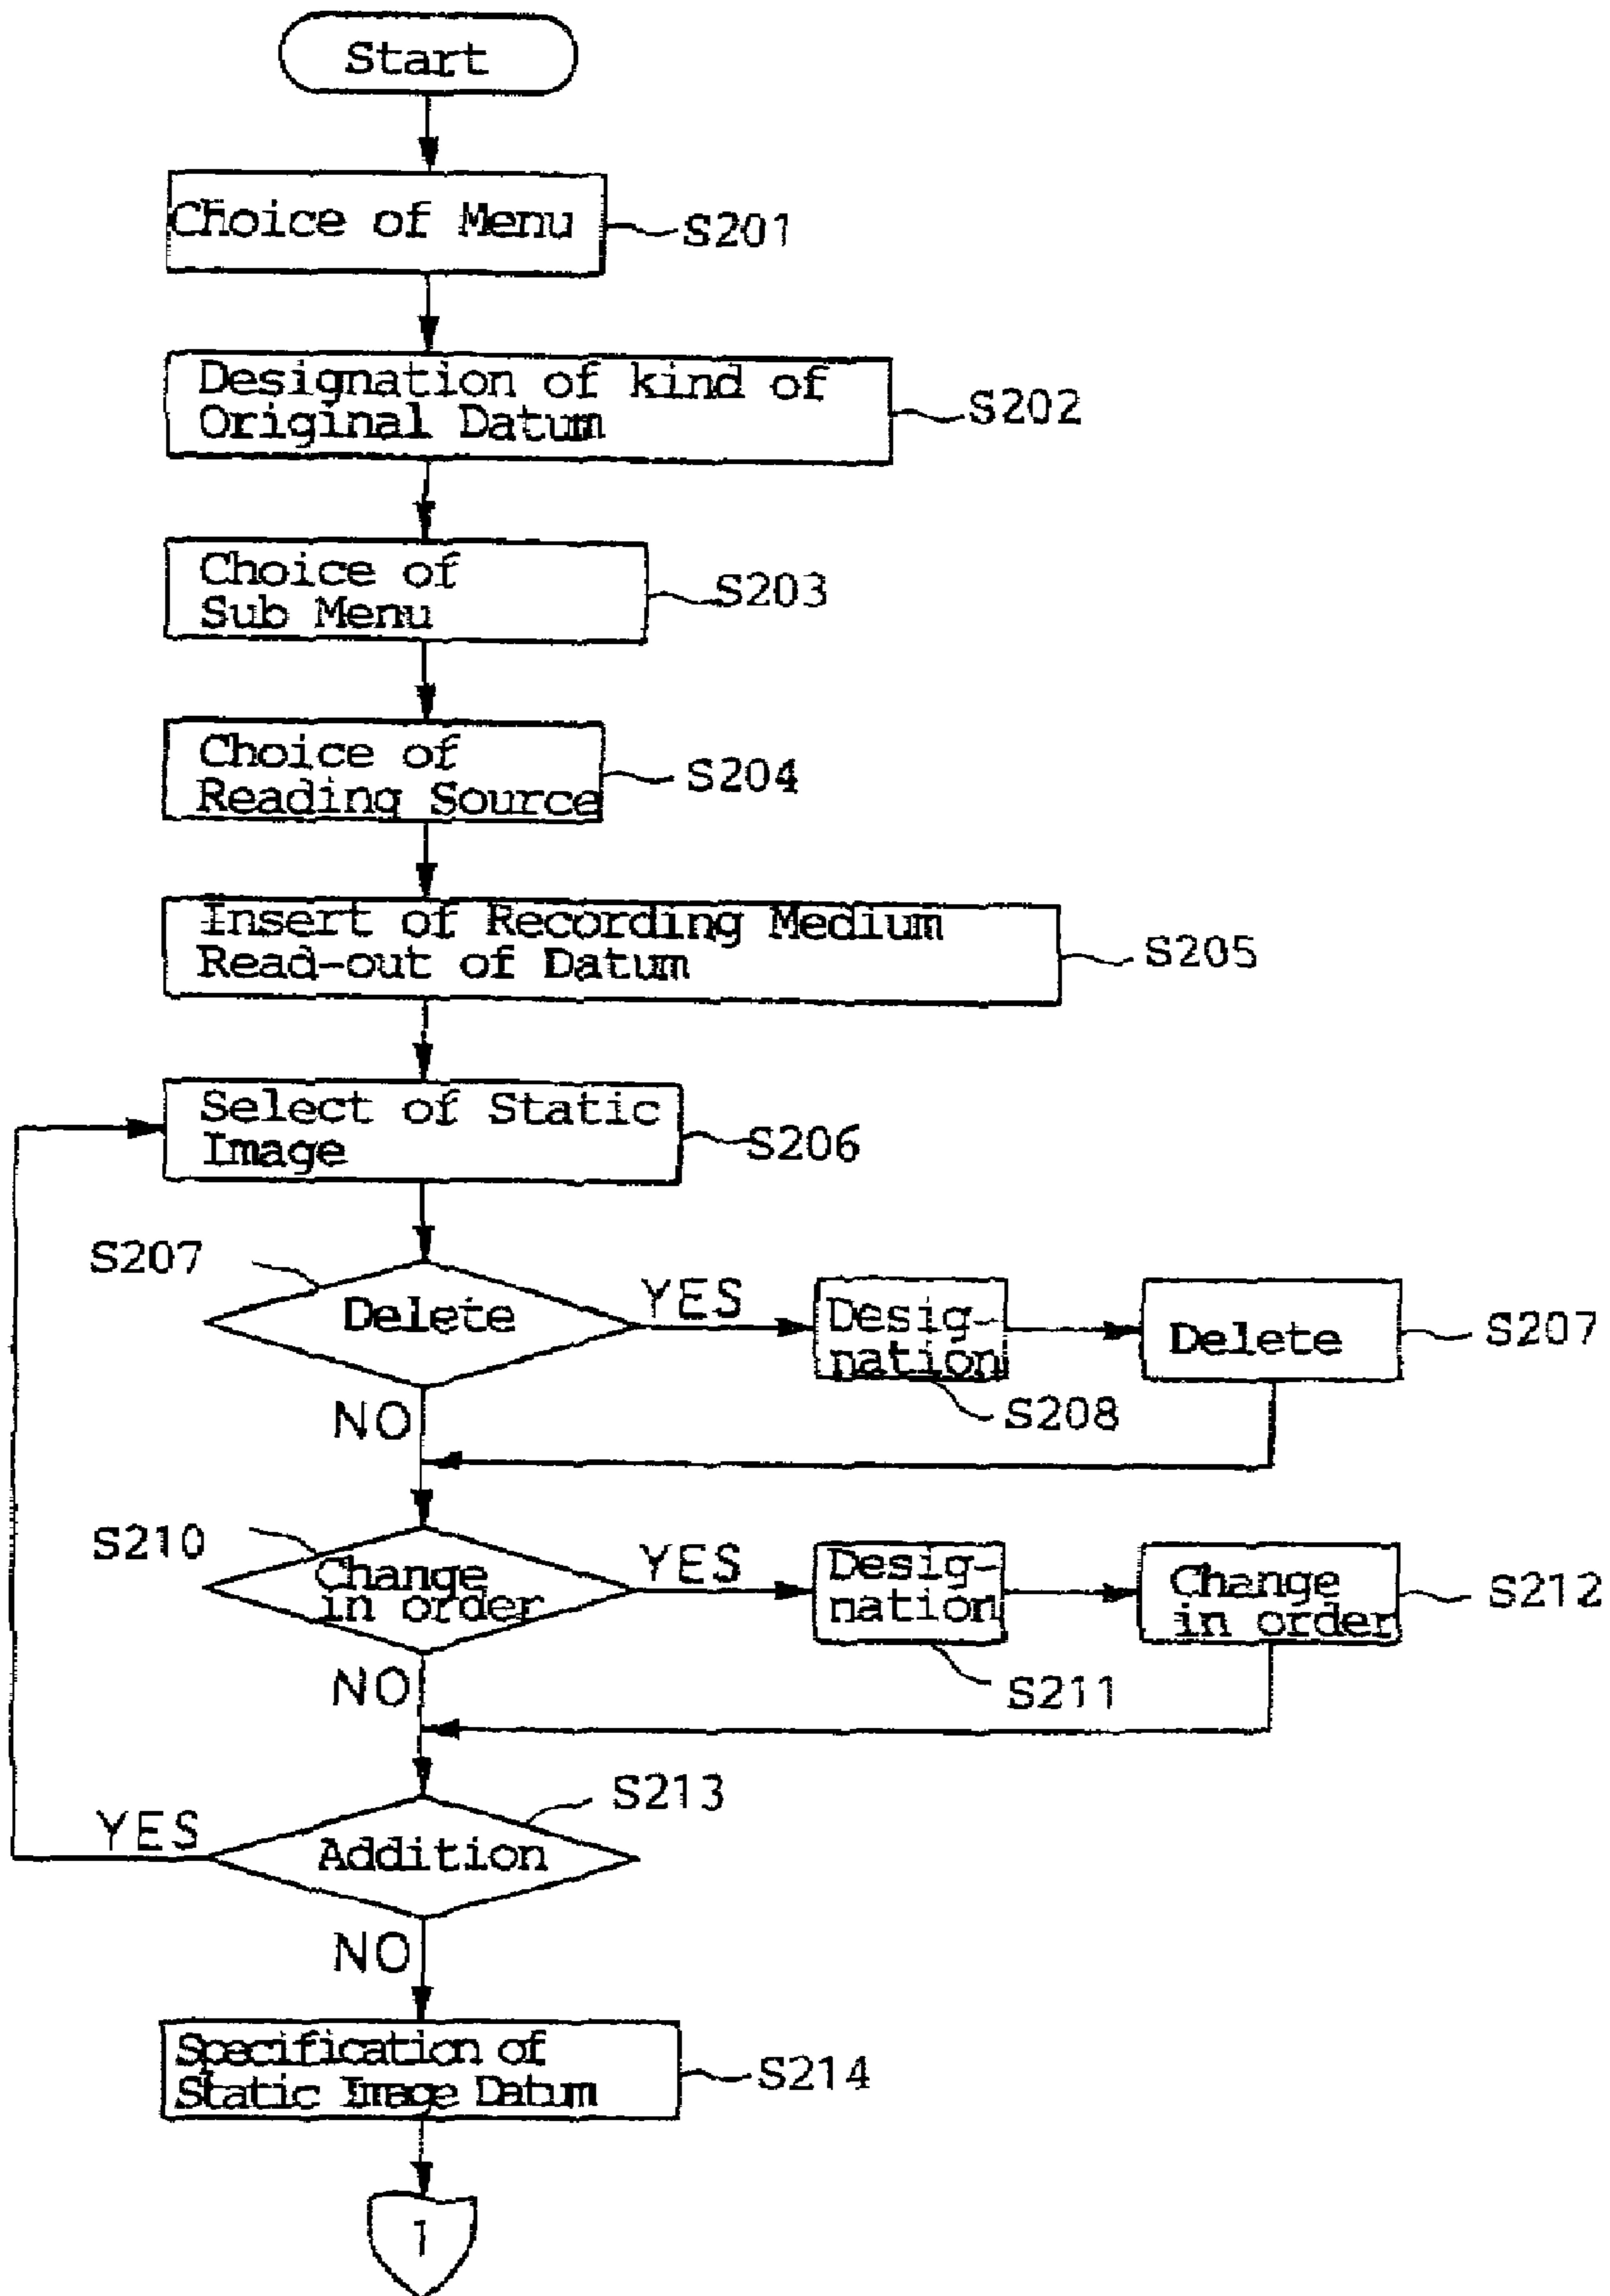 Start
Choice of Menu
S201
Designation of kind of
Original Datum
S202
Choice of
Sub Menu
S203
Choice of
Reading Source
S204
Insert of Recording Medium
Read-out of Datum
S205
Select of Static
Image
S206
S207
Delete
YES
Desig-
nation
S208
Delete
S207
NO
S210
Change
in order
YES
Desig-
nation
S211
Change
in order
S212
NO
S213
YES
Addition
NO
Specification of
Static Image Datum
S214
1